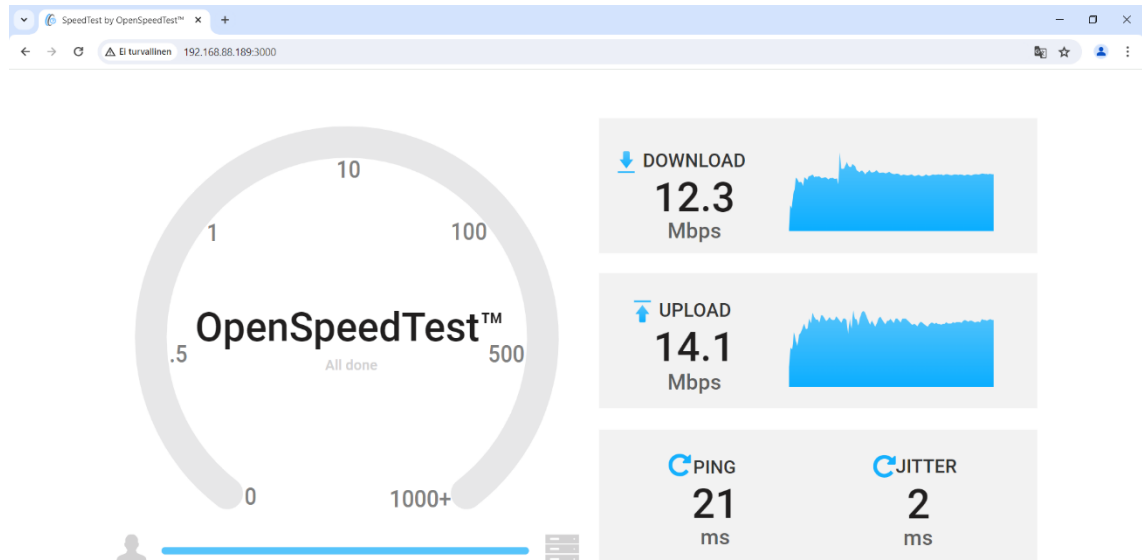 SpeedTest by OpenSpeedTest™
Ei turvallinen 192.168.88.189:3000
10
1
100
OpenSpeedTest™
.5
500
All done
0
1000+
DOWNLOAD
12.3
Mbps
UPLOAD
14.1
Mbps
PING
21
ms
JITTER
2
ms